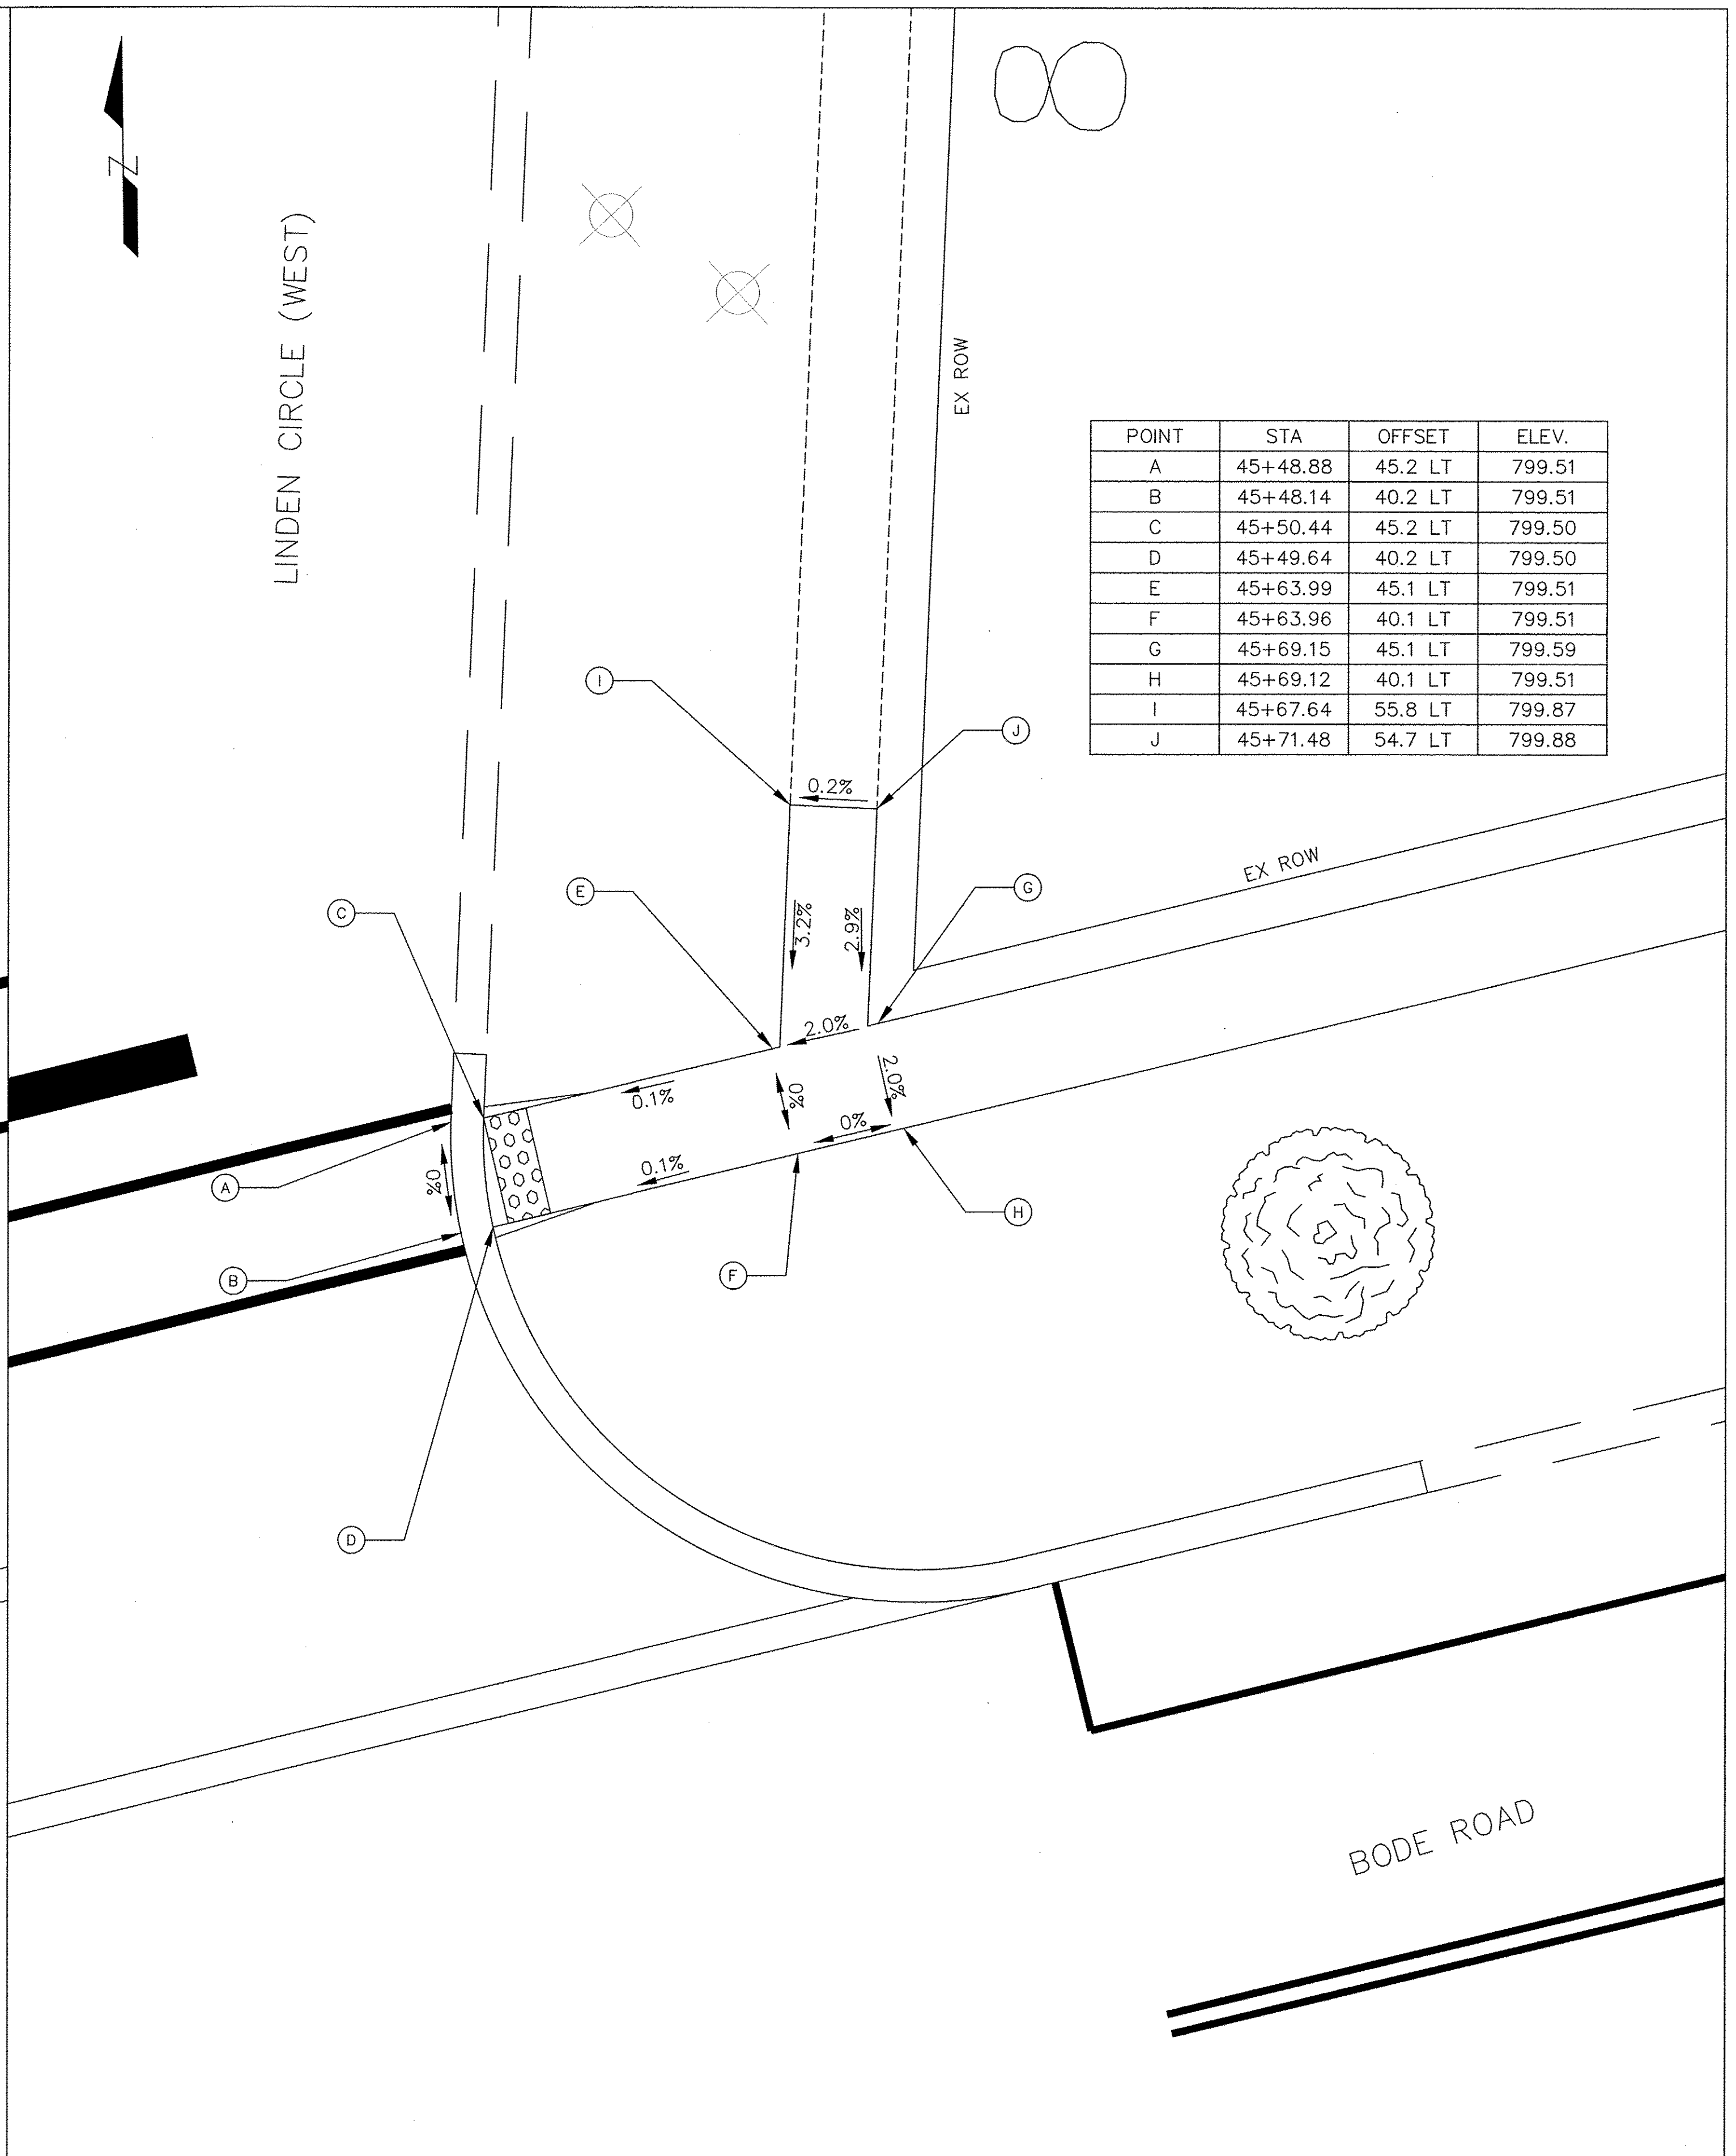 N
LINDEN CIRCLE (WEST)
EX ROW
POINT STA OFFSET ELEV.
A 45+48.88 45.2 LT 799.51
B 45+48.14 40.2 LT 799.51
C 45+50.44 45.2 LT 799.50
D 45+49.64 40.2 LT 799.50
E 45+63.99 45.1 LT 799.51
F 45+63.96 40.1 LT 799.51
G 45+69.15 45.1 LT 799.59
H 45+69.12 40.1 LT 799.51
I 45+67.64 55.8 LT 799.87
J 45+71.48 54.7 LT 799.88
I
J
0.2%
EX ROW
E
G
C
3.2%
2.9%
2.0%
2.0%
0%
0.1%
0%
0.1%
0%
A
H
B
F
D
BODE ROAD